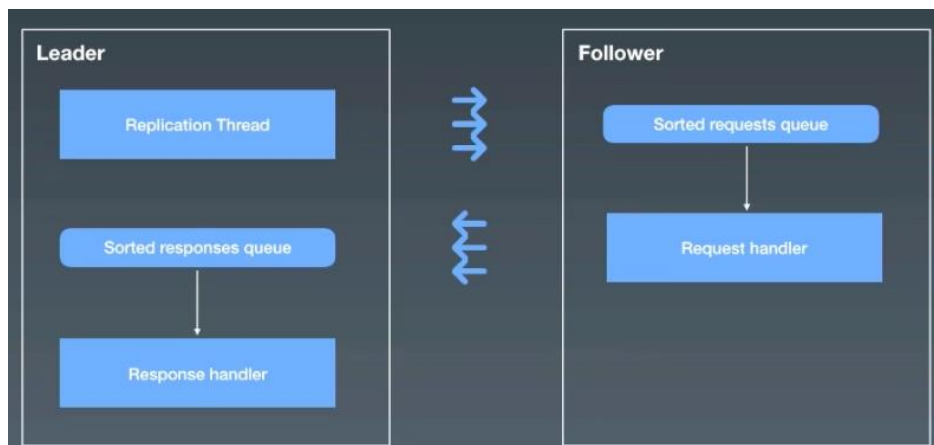 Leader
Replication Thread
Sorted responses queue
Response handler
Follower
Sorted requests queue
Request handler